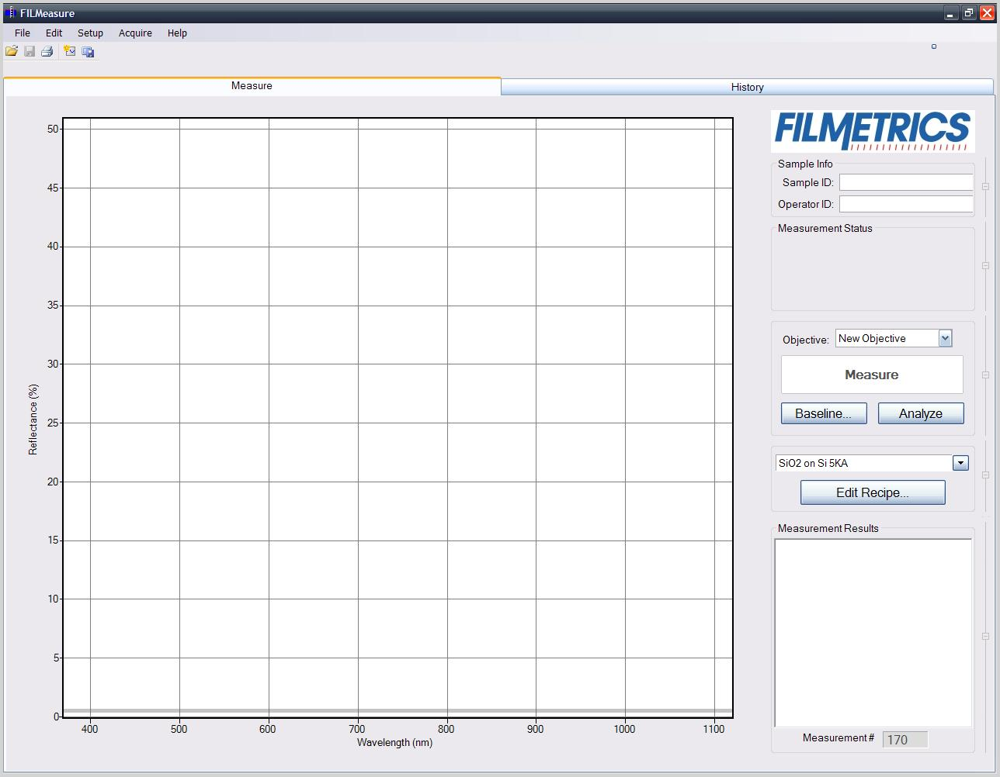 FILMeasure
File Edit Setup Acquire Help
Measure History
FILMETRICS
Sample Info
Sample ID:
Operator ID:
Measurement Status
Objective: New Objective
Measure
Baseline... Analyze
SiO2 on Si 5KA
Edit Recipe...
Measurement Results
Measurement # 170
Reflectance (%)
50
45
40
35
30
25
20
15
10
5
0
400 500 600 700 800 900 1000 1100
Wavelength (nm)